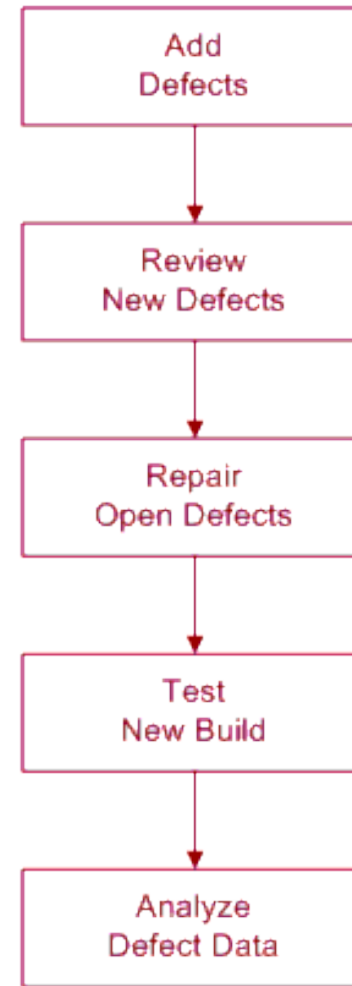 Add
Defects
Review
New Defects
Repair
Open Defects
Test
New Build
Analyze
Defect Data